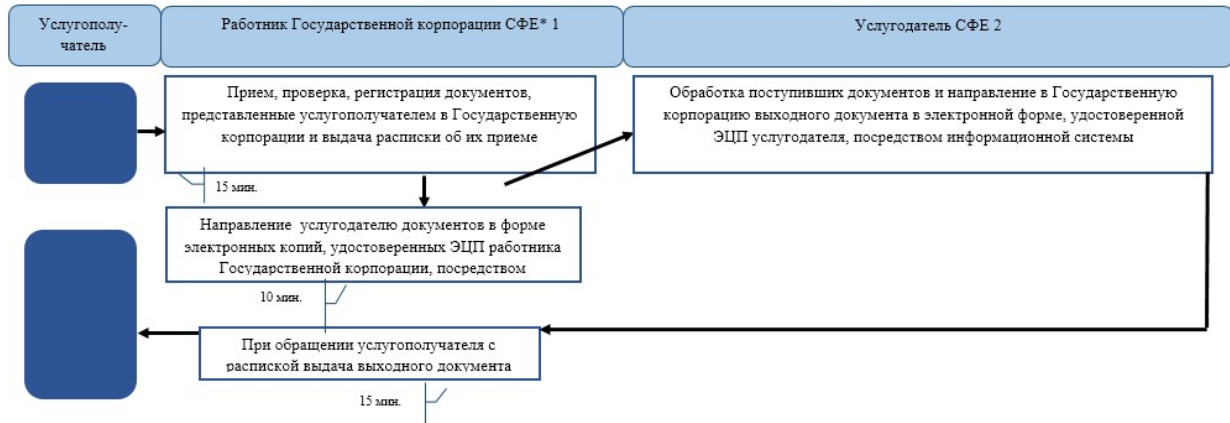 Услугополу-
чатель
Работник Государственной корпорации СФЕ* 1
Услугодатель СФЕ 2
Прием, проверка, регистрация документов,
представленные услугополучателем в Государственную
корпорации и выдача расписки об их приеме
Обработка поступивших документов и направление в Государственную
корпорацию выходного документа в электронной форме, удостоверенной
ЭЦП услугодателя, посредством информационной системы
15 мин.
Направление услугодателю документов в форме
электронных копий, удостоверенных ЭЦП работника
Государственной корпорации, посредством
10 мин.
При обращении услугополучателя с
распиской выдача выходного документа
15 мин.